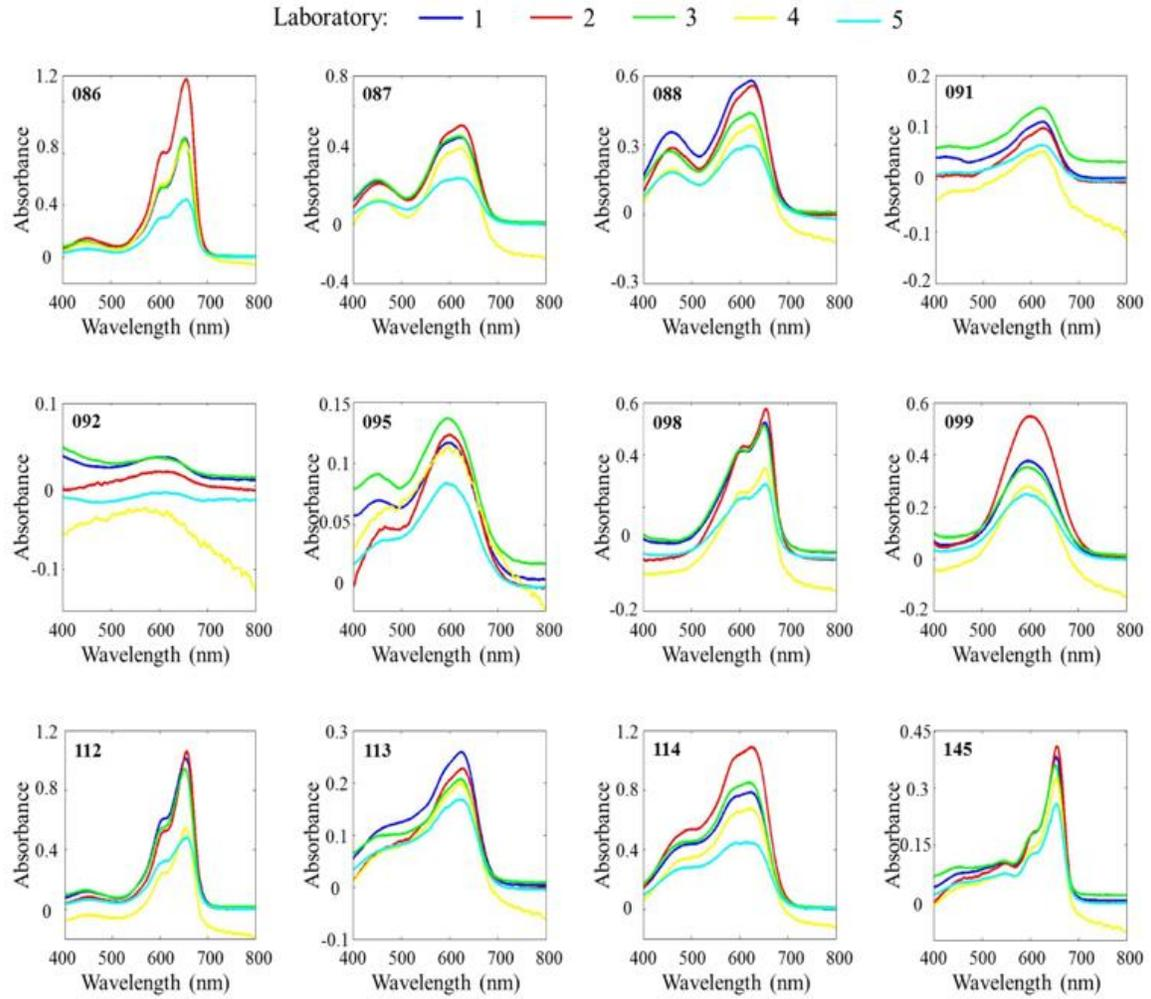 Laboratory: 1 2 3 4 5
086 087 088 091
1.2 0.8 0.4 0
0.8 0.4 0 -0.4
0.6 0.3 0 -0.3
0.2 0.1 0 -0.1 -0.2
Absorbance Absorbance Absorbance Absorbance
400 500 600 700 800 400 500 600 700 800 400 500 600 700 800 400 500 600 700 800
Wavelength (nm) Wavelength (nm) Wavelength (nm) Wavelength (nm)
092 095 098 099
0.1 0 -0.1
0.15 0.1 0.05 0
0.6 0.4 0 -0.2
0.6 0.4 0.2 0 -0.2
Absorbance Absorbance Absorbance Absorbance
400 500 600 700 800 400 500 600 700 800 400 500 600 700 800 400 500 600 700 800
Wavelength (nm) Wavelength (nm) Wavelength (nm) Wavelength (nm)
112 113 114 145
1.2 0.8 0.4 0
0.3 0.2 0.1 0 -0.1
1.2 0.8 0.4 0
0.45 0.3 0.15 0
Absorbance Absorbance Absorbance Absorbance
400 500 600 700 800 400 500 600 700 800 400 500 600 700 800 400 500 600 700 800
Wavelength (nm) Wavelength (nm) Wavelength (nm) Wavelength (nm)